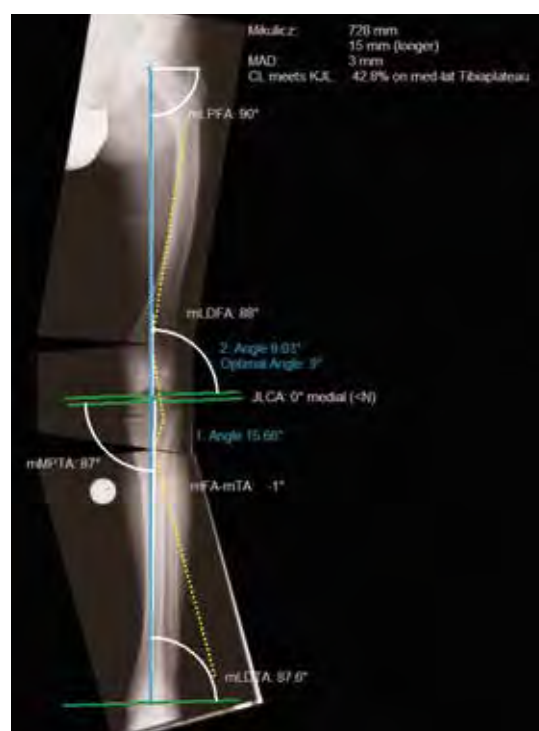 Mikulicz: 728 mm
15 mm (longer)
MAD: 3 mm
CL meets KJL: 42.8% on med-lat Tibiaplateau
mLPFA: 90°
mLDFA: 88°
2. Angle 9.03°
Optimal Angle: 9°
JLCA: 0° medial (<N)
1. Angle 15.66°
mMPTA: 87°
mFA-mTA: -1°
mLDTA: 87.6°